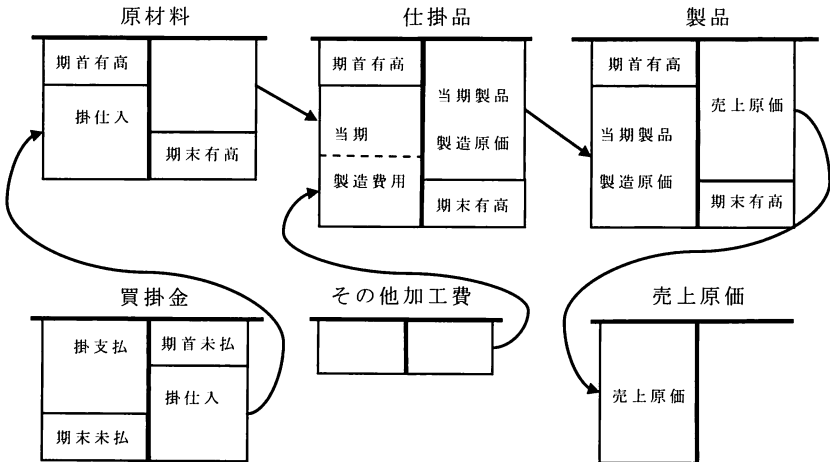 原材料
期首有高
掛仕入
期末有高
仕掛品
期首有高
当期
製造費用
当期製品
製造原価
期末有高
製品
期首有高
当期製品
製造原価
売上原価
期末有高
買掛金
掛支払
期末未払
期首未払
掛仕入
その他加工費
売上原価
売上原価